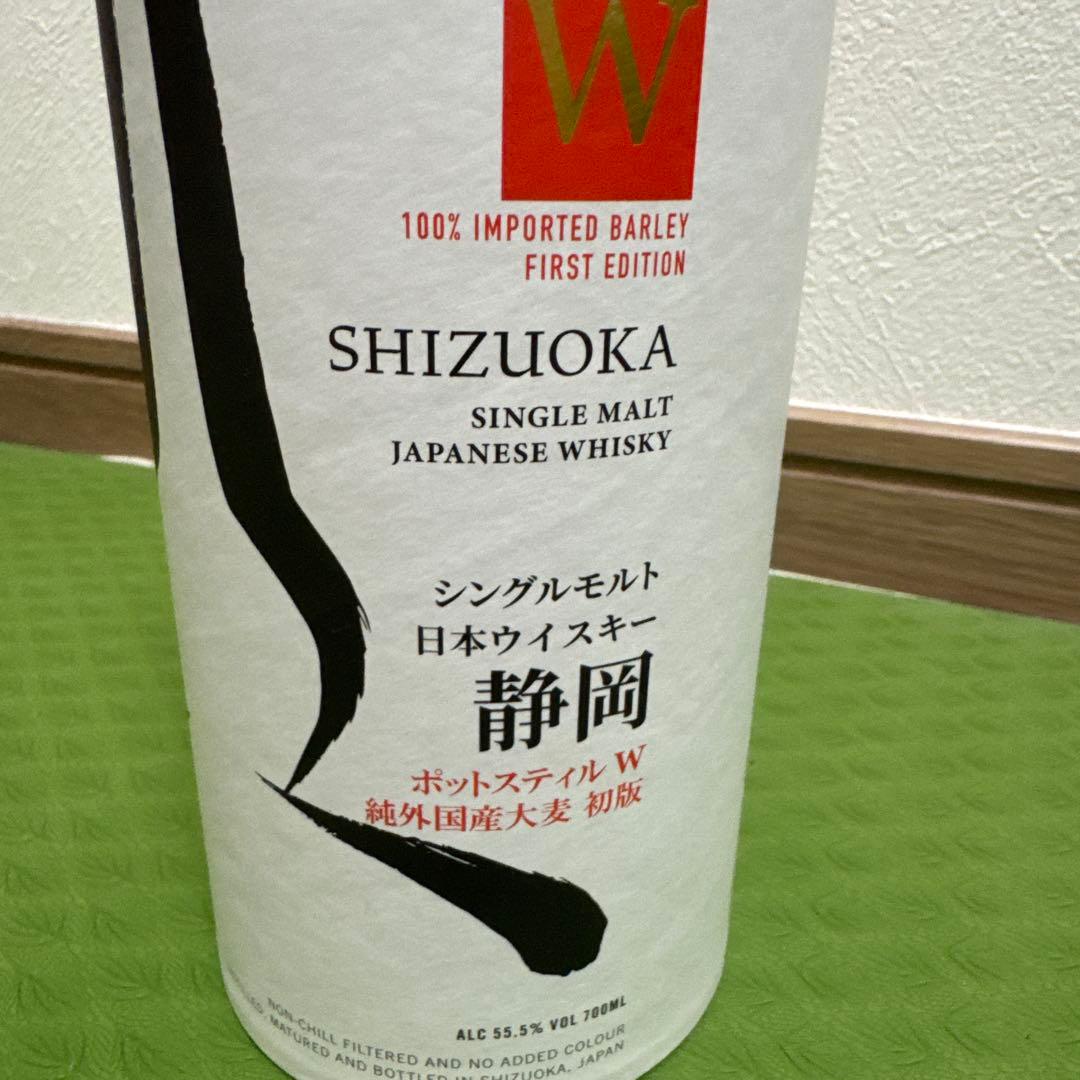 W
100% IMPORTED BARLEY
FIRST EDITION
SHIZUOKA
SINGLE MALT
JAPANESE WHISKY
シングルモルト
日本ウイスキー
静岡
ポットスティル W
純外国産大麦 初版
ALC 55.5% VOL 700ML
NON-CHILL FILTERED AND NO ADDED COLOUR
MATURED AND BOTTLED IN SHIZUOKA, JAPAN